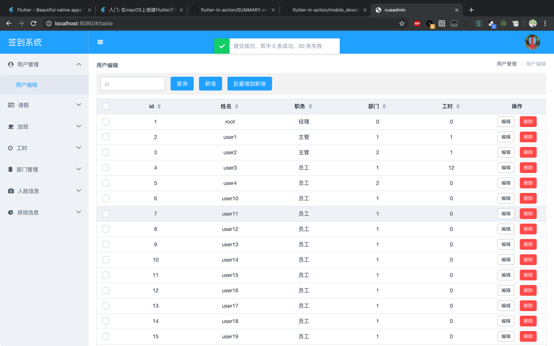 Flutter - Beautiful native app
入门: 在macOS上搭建Flutter开
flutter-in-action/SUMMARY.m
flutter-in-action/mobile_devel
vueadmin
localhost:8080/#/table
签到系统
提交成功，其中 0 条成功，30 条失败
用户管理
用户编辑
请假
加班
工时
部门管理
人脸信息
排班信息
用户编辑
用户管理 / 用户编辑
id 查询 新增 批量增加新增
id 姓名 职务 部门 工时 操作
1 root 经理 0 0 编辑 删除
2 user1 主管 1 1 编辑 删除
3 user2 主管 2 1 编辑 删除
4 user3 员工 1 12 编辑 删除
5 user4 员工 2 0 编辑 删除
6 user10 员工 1 0 编辑 删除
7 user11 员工 1 0 编辑 删除
8 user12 员工 1 0 编辑 删除
9 user13 员工 1 0 编辑 删除
10 user14 员工 1 0 编辑 删除
11 user15 员工 1 0 编辑 删除
12 user16 员工 1 0 编辑 删除
13 user17 员工 1 0 编辑 删除
14 user18 员工 1 0 编辑 删除
15 user19 员工 1 0 编辑 删除